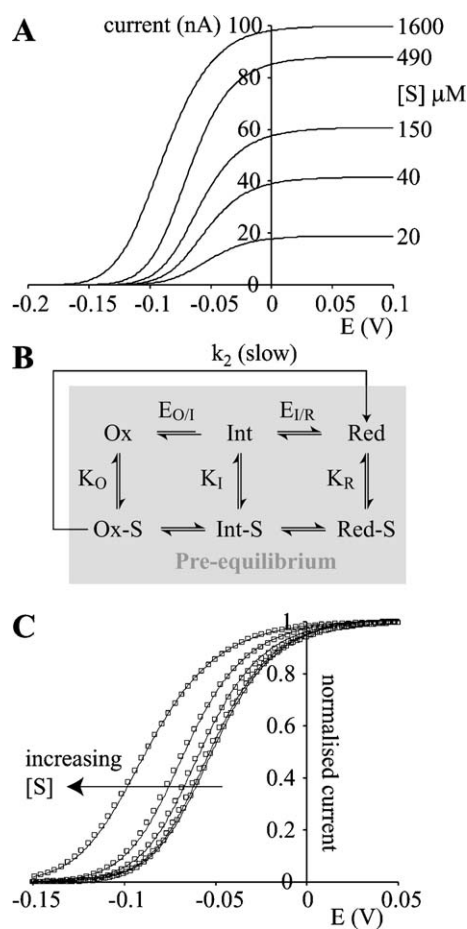 A
current (nA) 100
1600
490
[S] μM
80
150
60
40
40
20
20
0
-0.2 -0.15 -0.1 -0.05 0 0.05 0.1
E (V)
B
k2 (slow)
EO/I EI/R
Ox Int Red
KO KI KR
Ox-S Int-S Red-S
Pre-equilibrium
C
1
0.8
normalised current
0.6
increasing
[S]
0.4
0.2
0
-0.15 -0.1 -0.05 0 0.05
E (V)